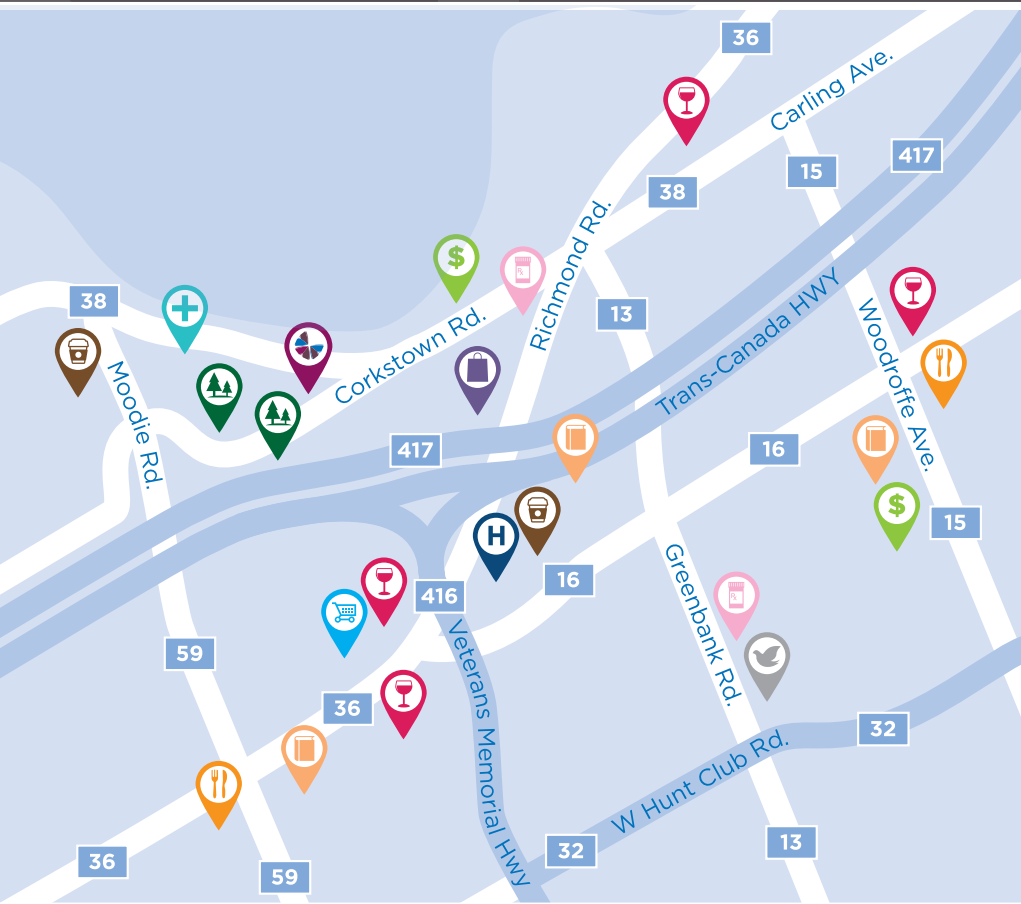 36
Carling Ave.
417
15
38
Richmond Rd.
$
38
13
Trans-Canada HWY
Woodroffe Ave.
Corkstown Rd.
Moodie Rd.
417
16
$
15
H
16
416
Greenbank Rd.
59
Veterans Memorial Hwy
36
32
W Hunt Club Rd.
13
32
36
59